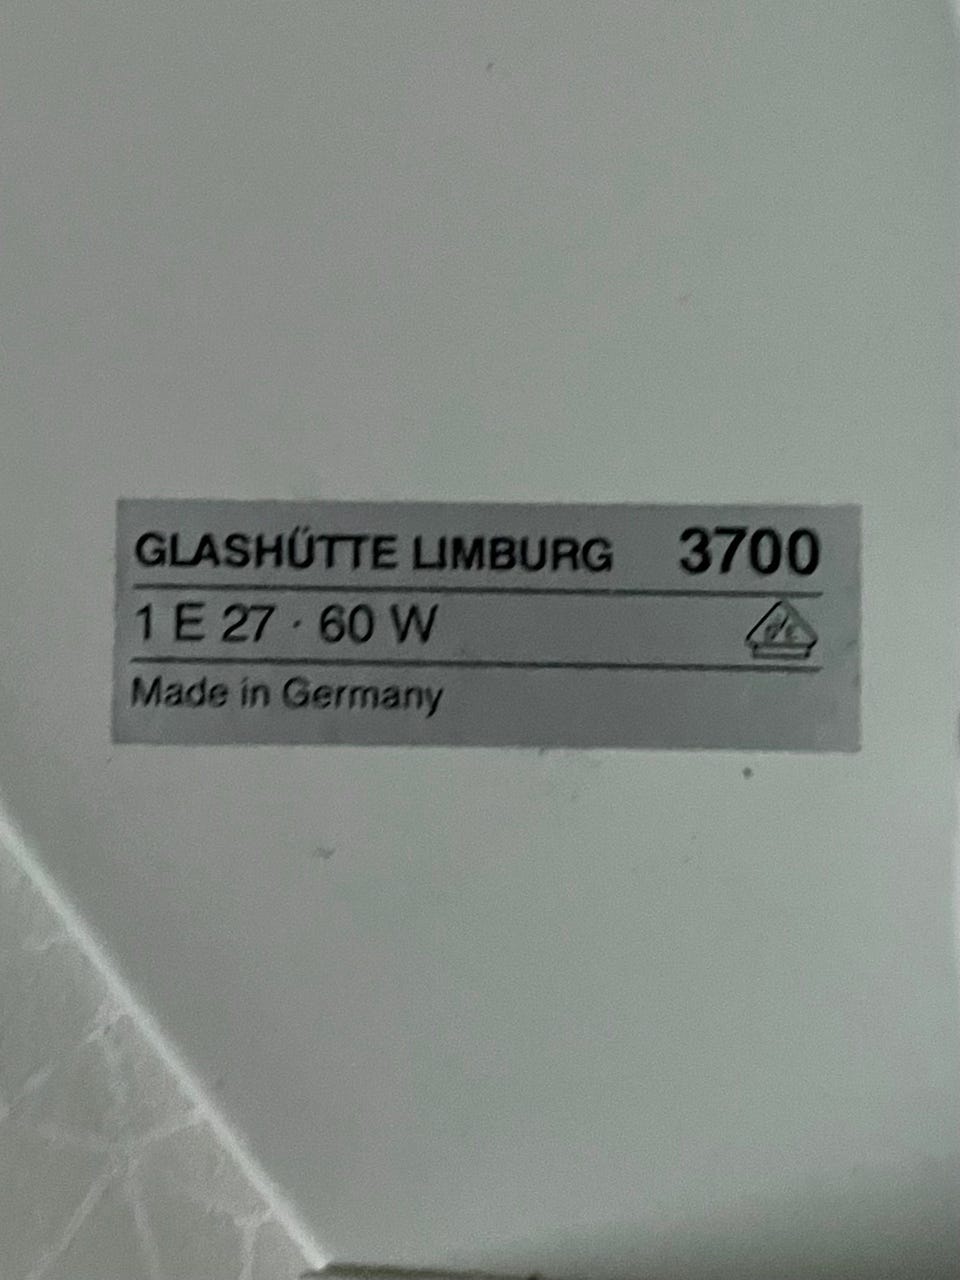 GLASHÜTTE LIMBURG 3700
1 E 27 · 60 W
Made in Germany